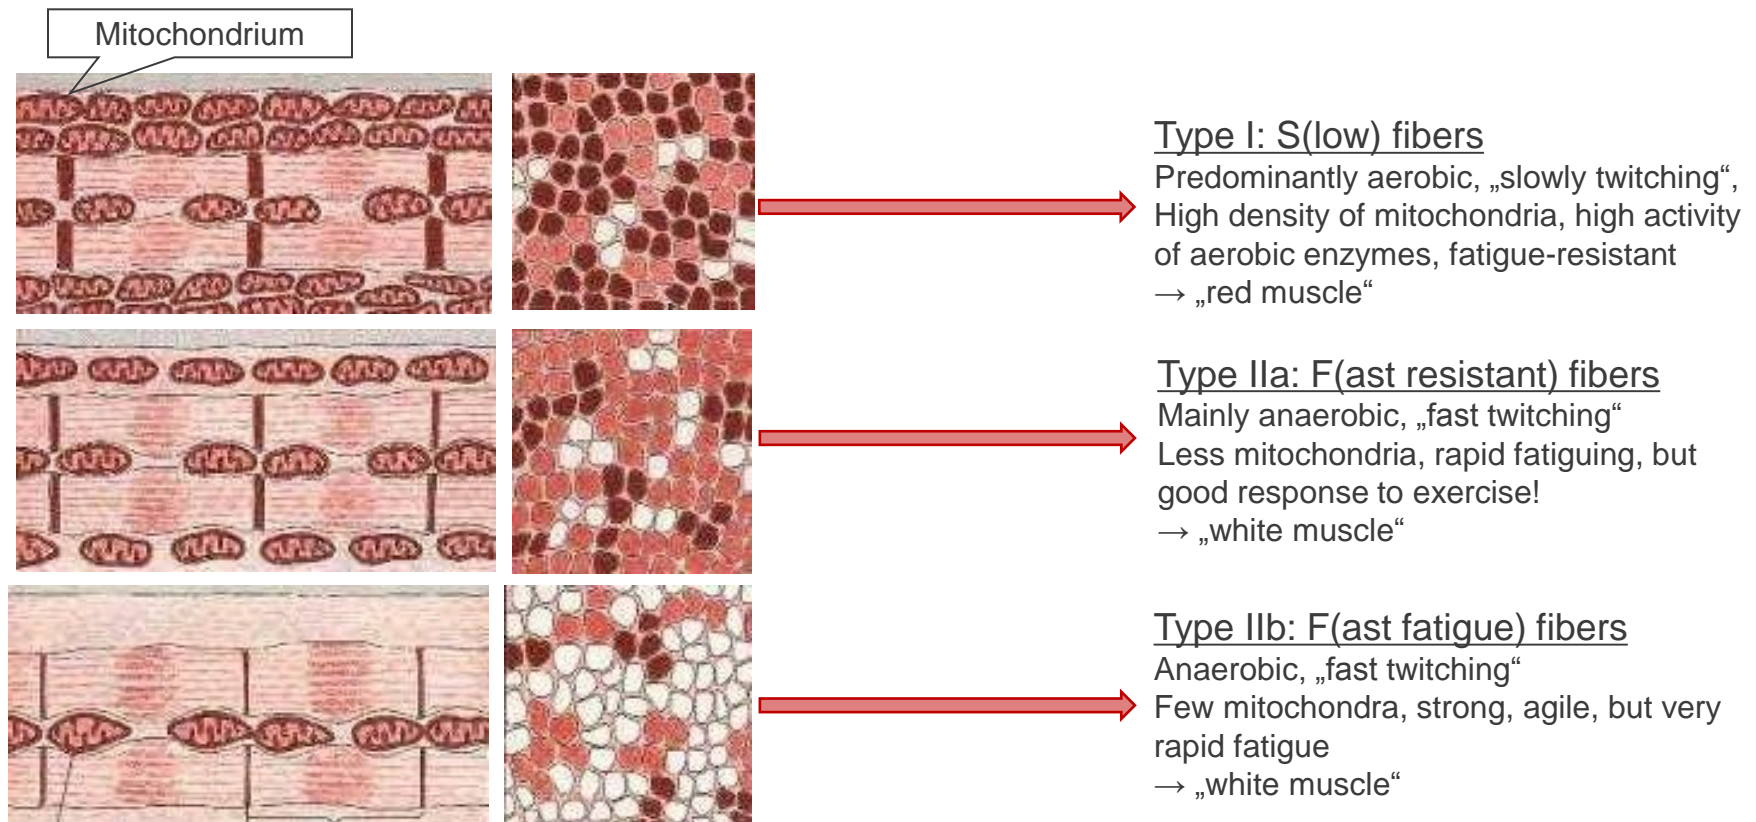 Mitochondrium
Type I: S(low) fibers
Predominantly aerobic, „slowly twitching“,
High density of mitochondria, high activity
of aerobic enzymes, fatigue-resistant
→ „red muscle“
Type IIa: F(ast resistant) fibers
Mainly anaerobic, „fast twitching“
Less mitochondria, rapid fatiguing, but
good response to exercise!
→ „white muscle“
Type IIb: F(ast fatigue) fibers
Anaerobic, „fast twitching“
Few mitochondra, strong, agile, but very
rapid fatigue
→ „white muscle“